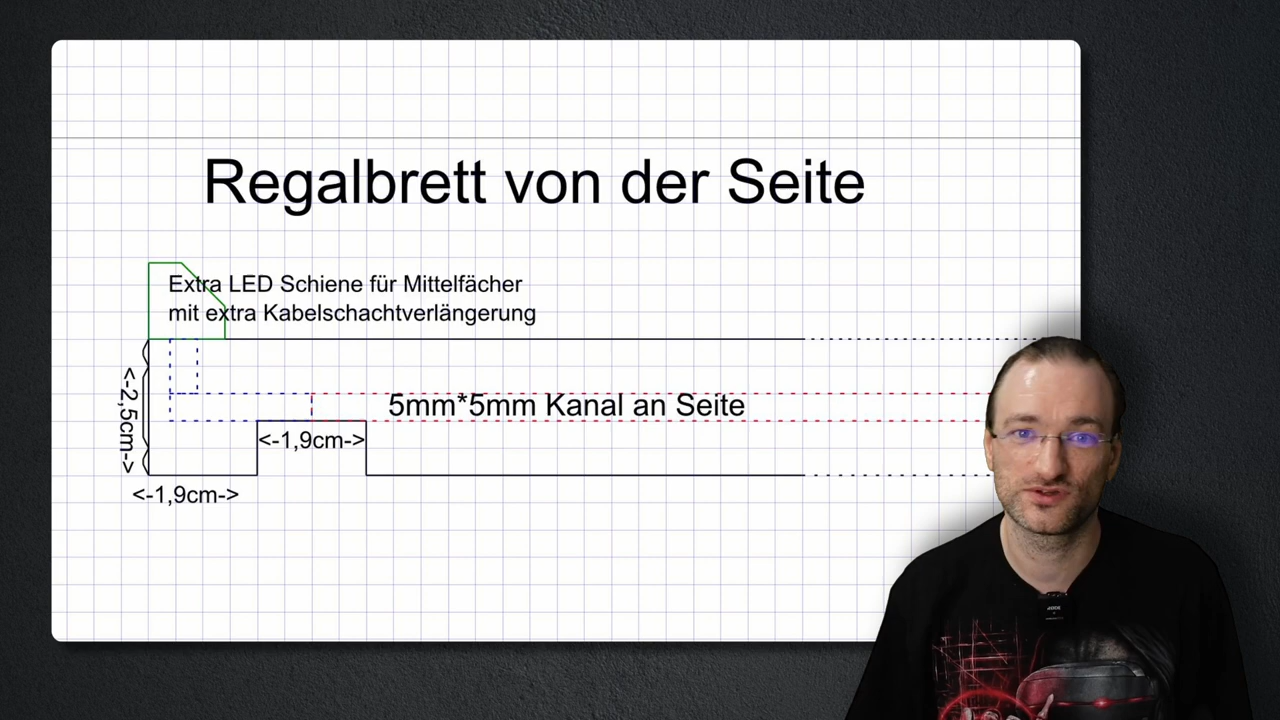 Regalbrett von der Seite
Extra LED Schiene für Mittelfächer
mit extra Kabelschachtverlängerung
<-2,5cm->
5mm*5mm Kanal an Seite
<-1,9cm->
<-1,9cm->